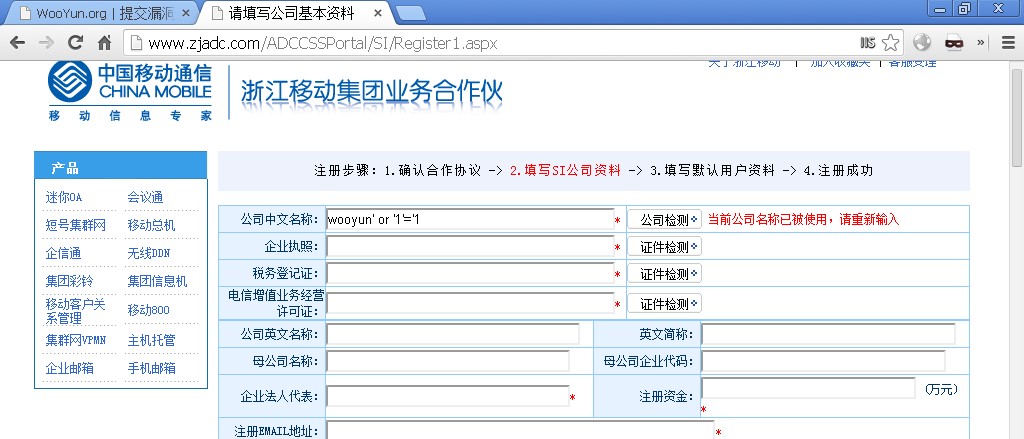 WooYun.org | 提交漏洞
请填写公司基本资料
www.zjadc.com/ADCCSSPortal/SI/Register1.aspx
IIS
关于浙江移动 | 加入收藏夹 | 客服受理
中国移动通信
CHINA MOBILE
移动信息专家
浙江移动集团业务合作伙
产品
迷你OA 会议通
短号集群网 移动总机
企信通 无线DDN
集团彩铃 集团信息机
移动客户关系管理 移动800
集群网VPMN 主机托管
企业邮箱 手机邮箱
注册步骤：1.确认合作协议 -> 2.填写SI公司资料 -> 3.填写默认用户资料 -> 4.注册成功
公司中文名称： wooyun' or '1'='1 * 公司检测 当前公司名称已被使用，请重新输入
企业执照： * 证件检测
税务登记证： * 证件检测
电信增值业务经营许可证： * 证件检测
公司英文名称： 英文简称：
母公司名称： 母公司企业代码：
企业法人代表： * 注册资金： (万元)
*
注册EMAIL地址： *